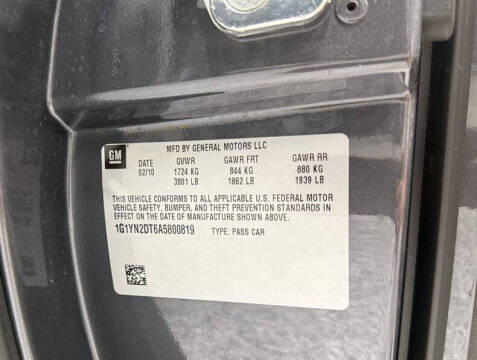 MFD BY GENERAL MOTORS LLC
GM
DATE GVWR GAWR FRT GAWR RR
02/10 1724 KG 844 KG 880 KG
3801 LB 1862 LB 1939 LB
THIS VEHICLE CONFORMS TO ALL APPLICABLE U.S. FEDERAL MOTOR
VEHICLE SAFETY, BUMPER, AND THEFT PREVENTION STANDARDS IN
EFFECT ON THE DATE OF MANUFACTURE SHOWN ABOVE.
1G1YN2DT6A5800819 TYPE: PASS CAR